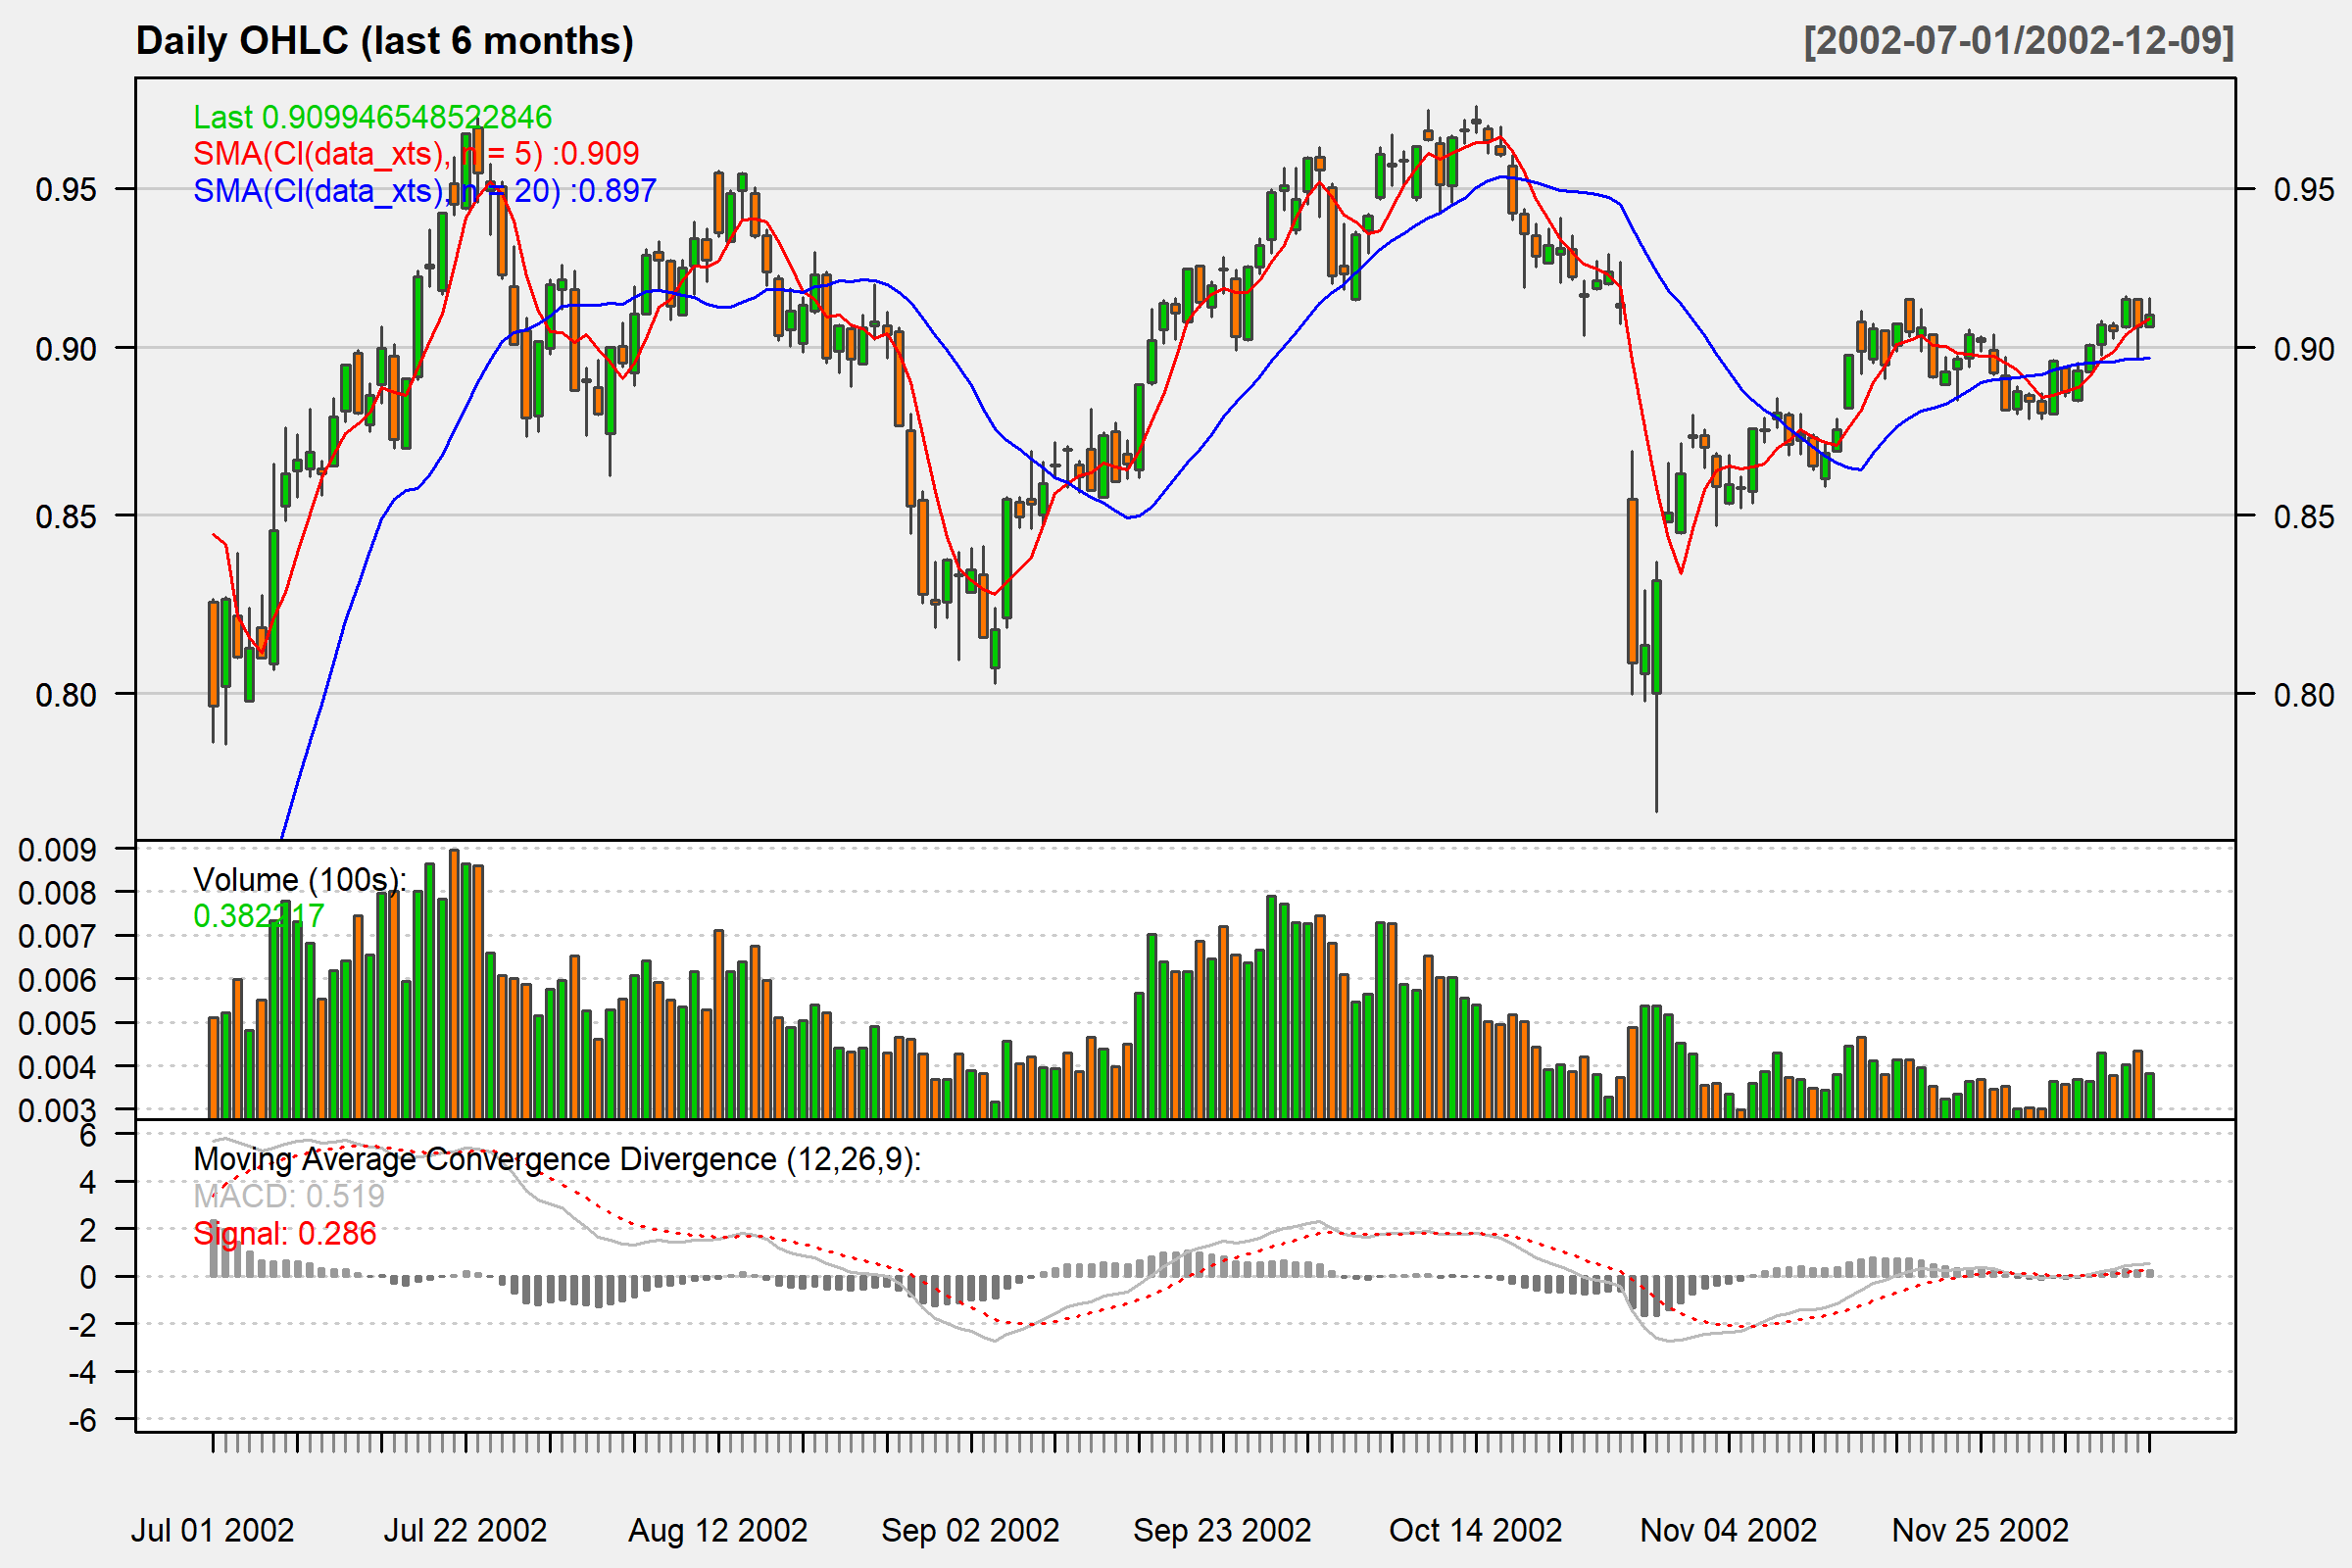 Daily OHLC (last 6 months) [2002-07-01/2002-12-09]
Last 0.909946548522846
SMA(Cl(data_xts), n = 5) :0.909
SMA(Cl(data_xts), n = 20) :0.897
0.95 0.95
0.90 0.90
0.85 0.85
0.80 0.80
0.009
Volume (100s):
0.008
0.382217
0.007
0.006
0.005
0.004
0.003
6
Moving Average Convergence Divergence (12,26,9):
4
MACD: 0.519
2
Signal: 0.286
0
-2
-4
-6
Jul 01 2002 Jul 22 2002 Aug 12 2002 Sep 02 2002 Sep 23 2002 Oct 14 2002 Nov 04 2002 Nov 25 2002